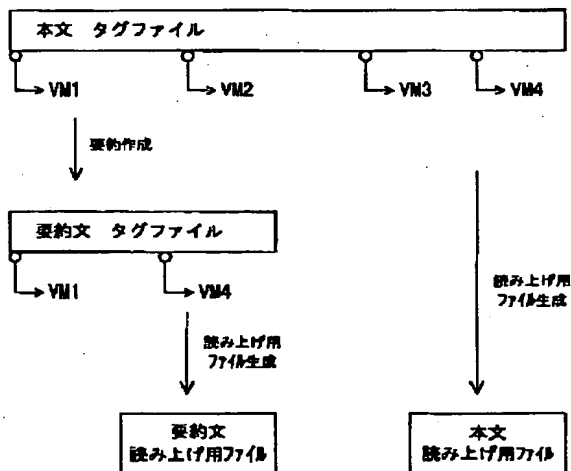 本文 タグファイル
VM1
VM2
VM3
VM4
要約作成
要約文 タグファイル
VM1
VM4
読み上げ用
ファイル生成
読み上げ用
ファイル生成
要約文
読み上げ用ファイル
本文
読み上げ用ファイル